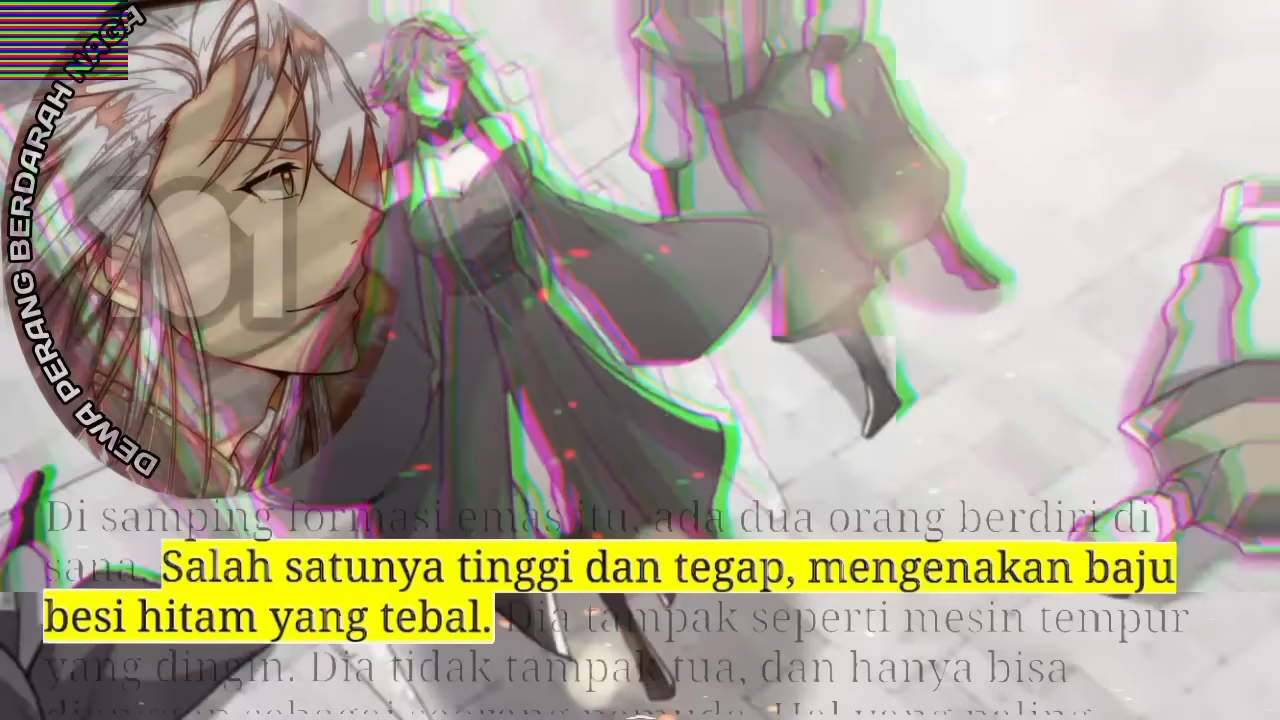 DEWA PERANG BERDARAH NAGA
01
Di samping formasi emas itu, ada dua orang berdiri di
sana. Salah satunya tinggi dan tegap, mengenakan baju
besi hitam yang tebal. Dia tampak seperti mesin tempur
yang dingin. Dia tidak tampak tua, dan hanya bisa